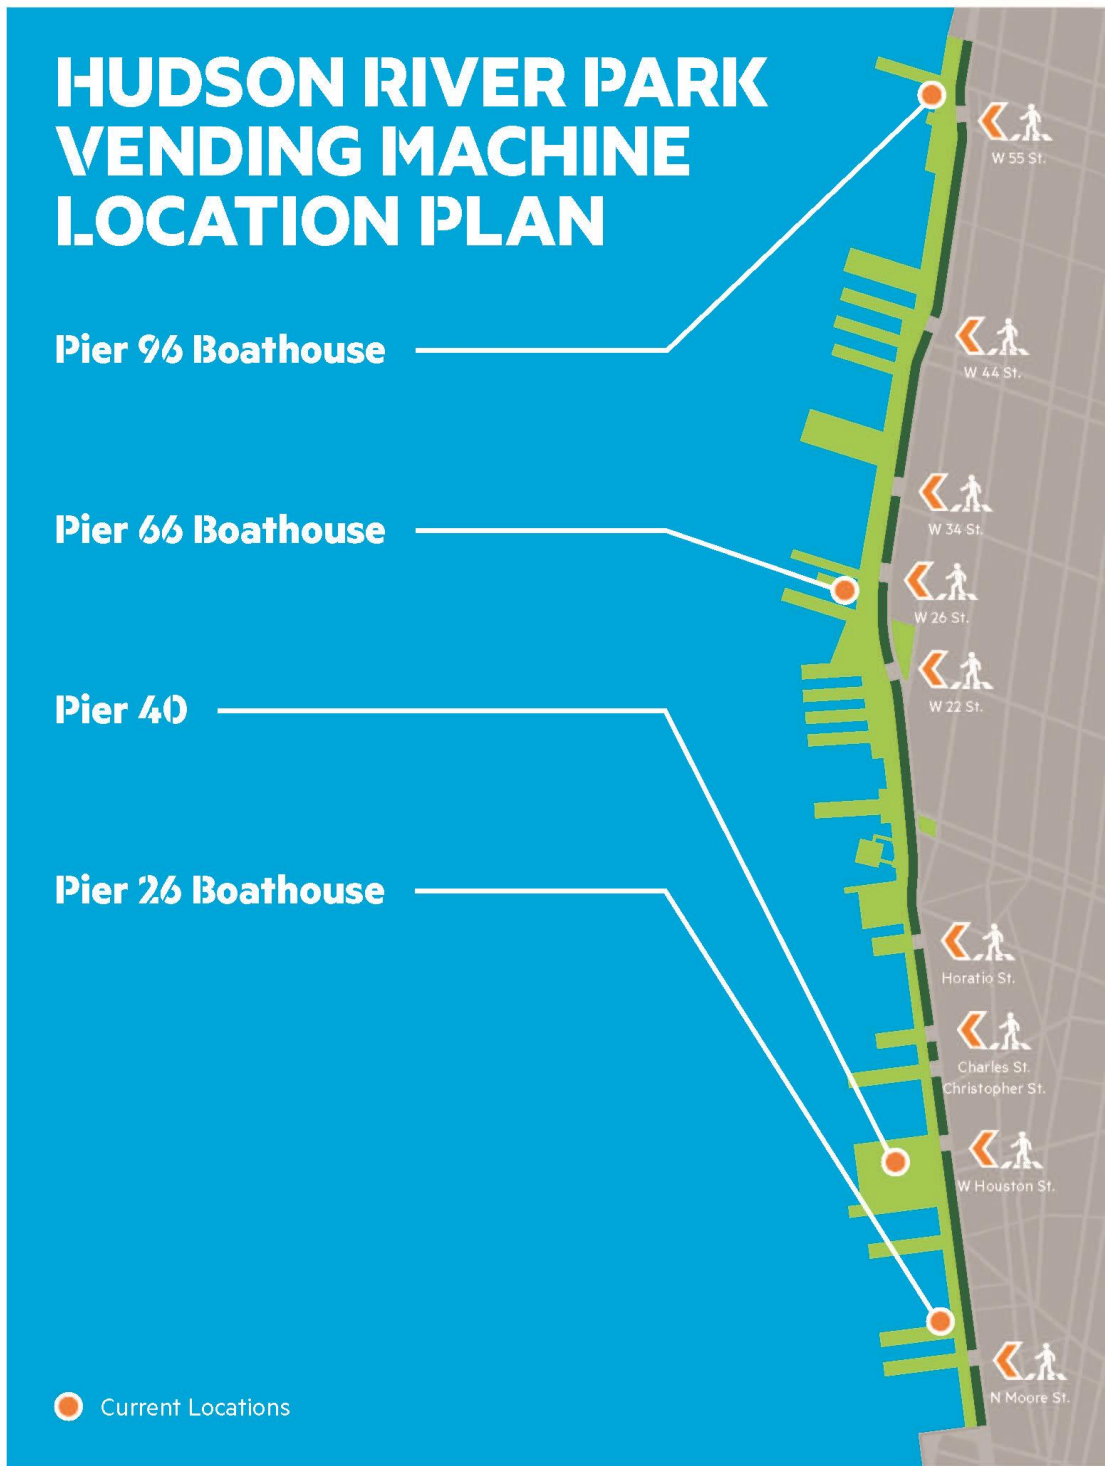 HUDSON RIVER PARK
VENDING MACHINE
LOCATION PLAN
W 55 St.
Pier 96 Boathouse
W 44 St.
Pier 66 Boathouse
W 34 St.
W 26 St.
W 22 St.
Pier 40
Pier 26 Boathouse
Horatio St.
Charles St.
Christopher St.
W Houston St.
N Moore St.
Current Locations